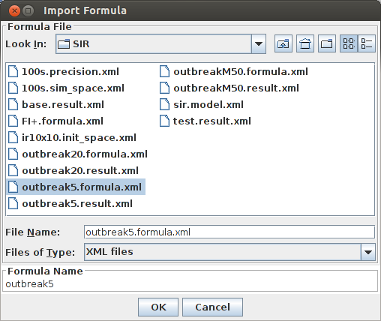 Import Formula
Formula File
Look In: SIR
100s.precision.xml
100s.sim_space.xml
base.result.xml
FI+.formula.xml
ir10x10.init_space.xml
outbreak20.formula.xml
outbreak20.result.xml
outbreak5.formula.xml
outbreak5.result.xml
outbreakM50.formula.xml
outbreakM50.result.xml
sir.model.xml
test.result.xml
File Name: outbreak5.formula.xml
Files of Type: XML files
Formula Name
outbreak5
OK Cancel